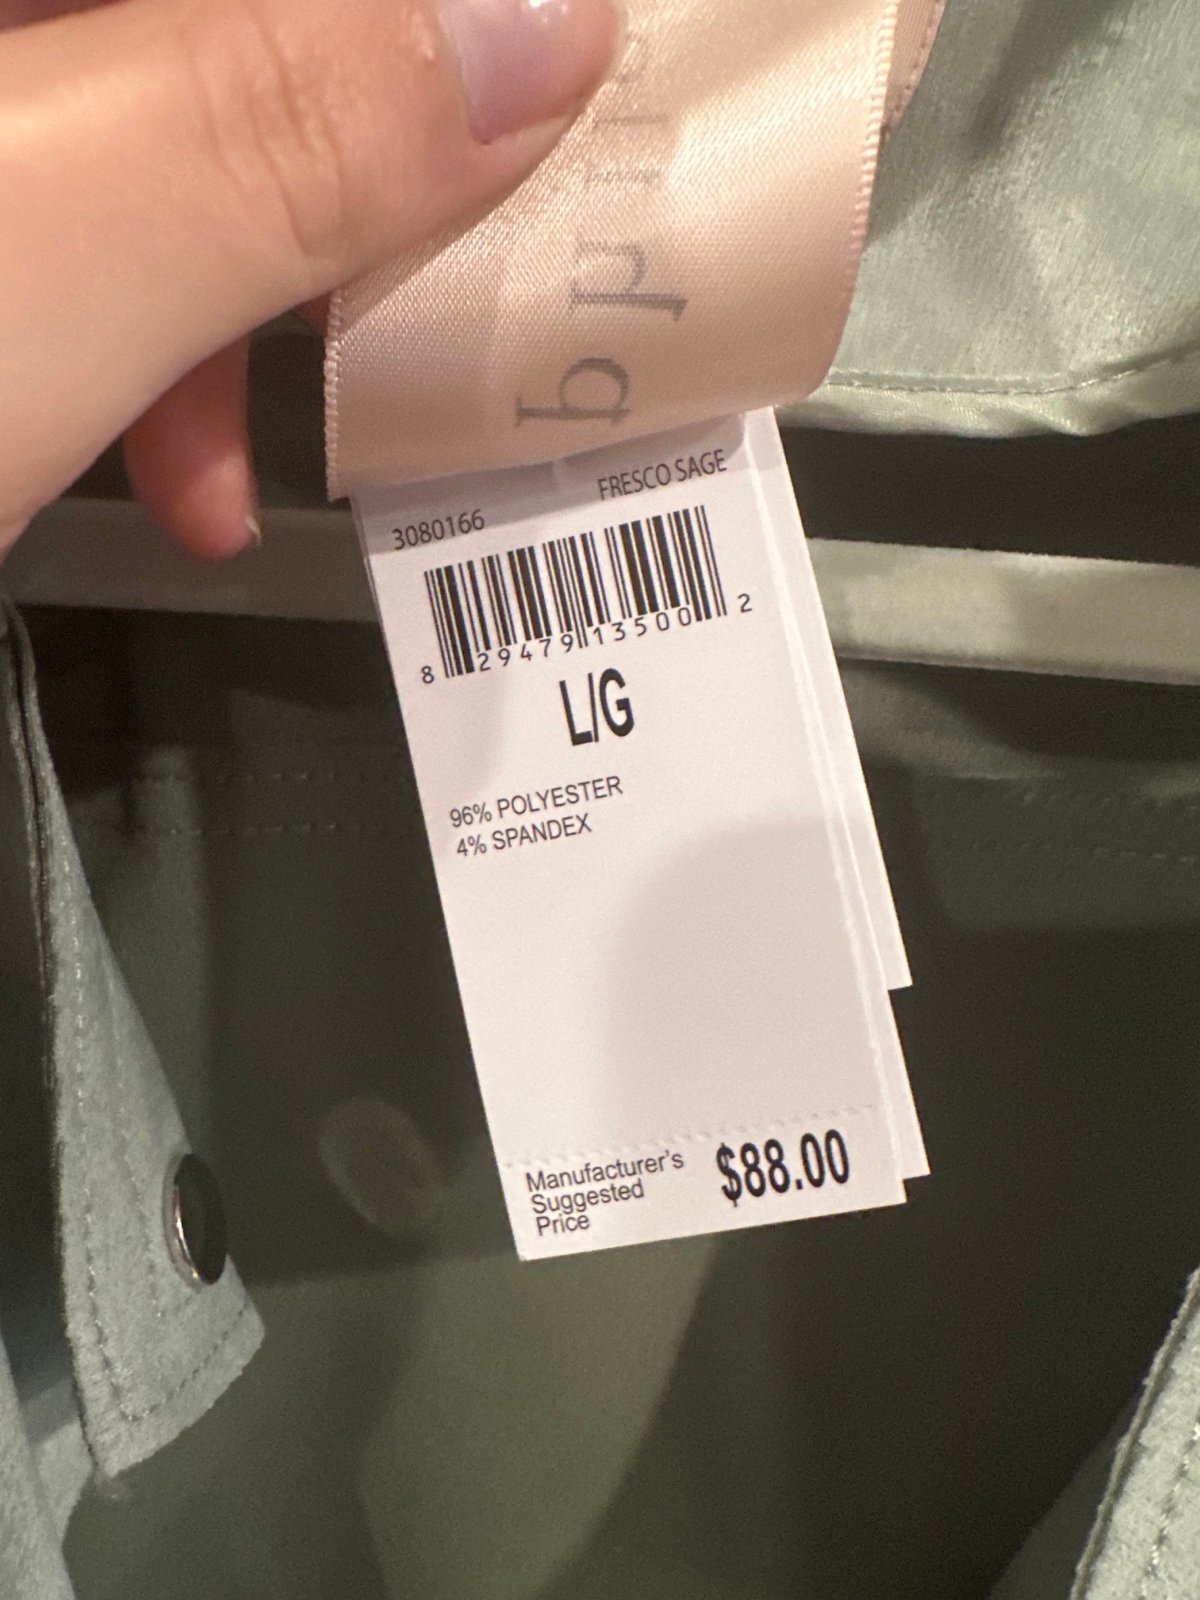 FRESCO SAGE
3080166
8 29479 13500 2
L/G
96% POLYESTER
4% SPANDEX
Manufacturer's
Suggested
Price
$88.00